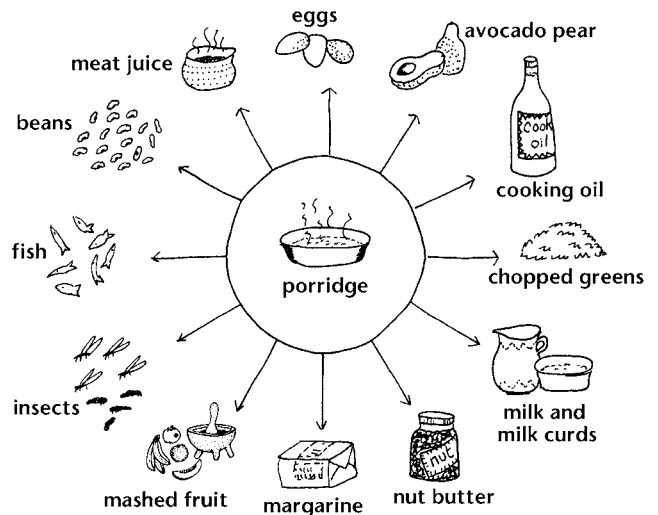 eggs
avocado pear
meat juice
beans
Cook
oil
cooking oil
fish
porridge
chopped greens
insects
milk and
milk curds
mashed fruit
margarine
nut
nut butter